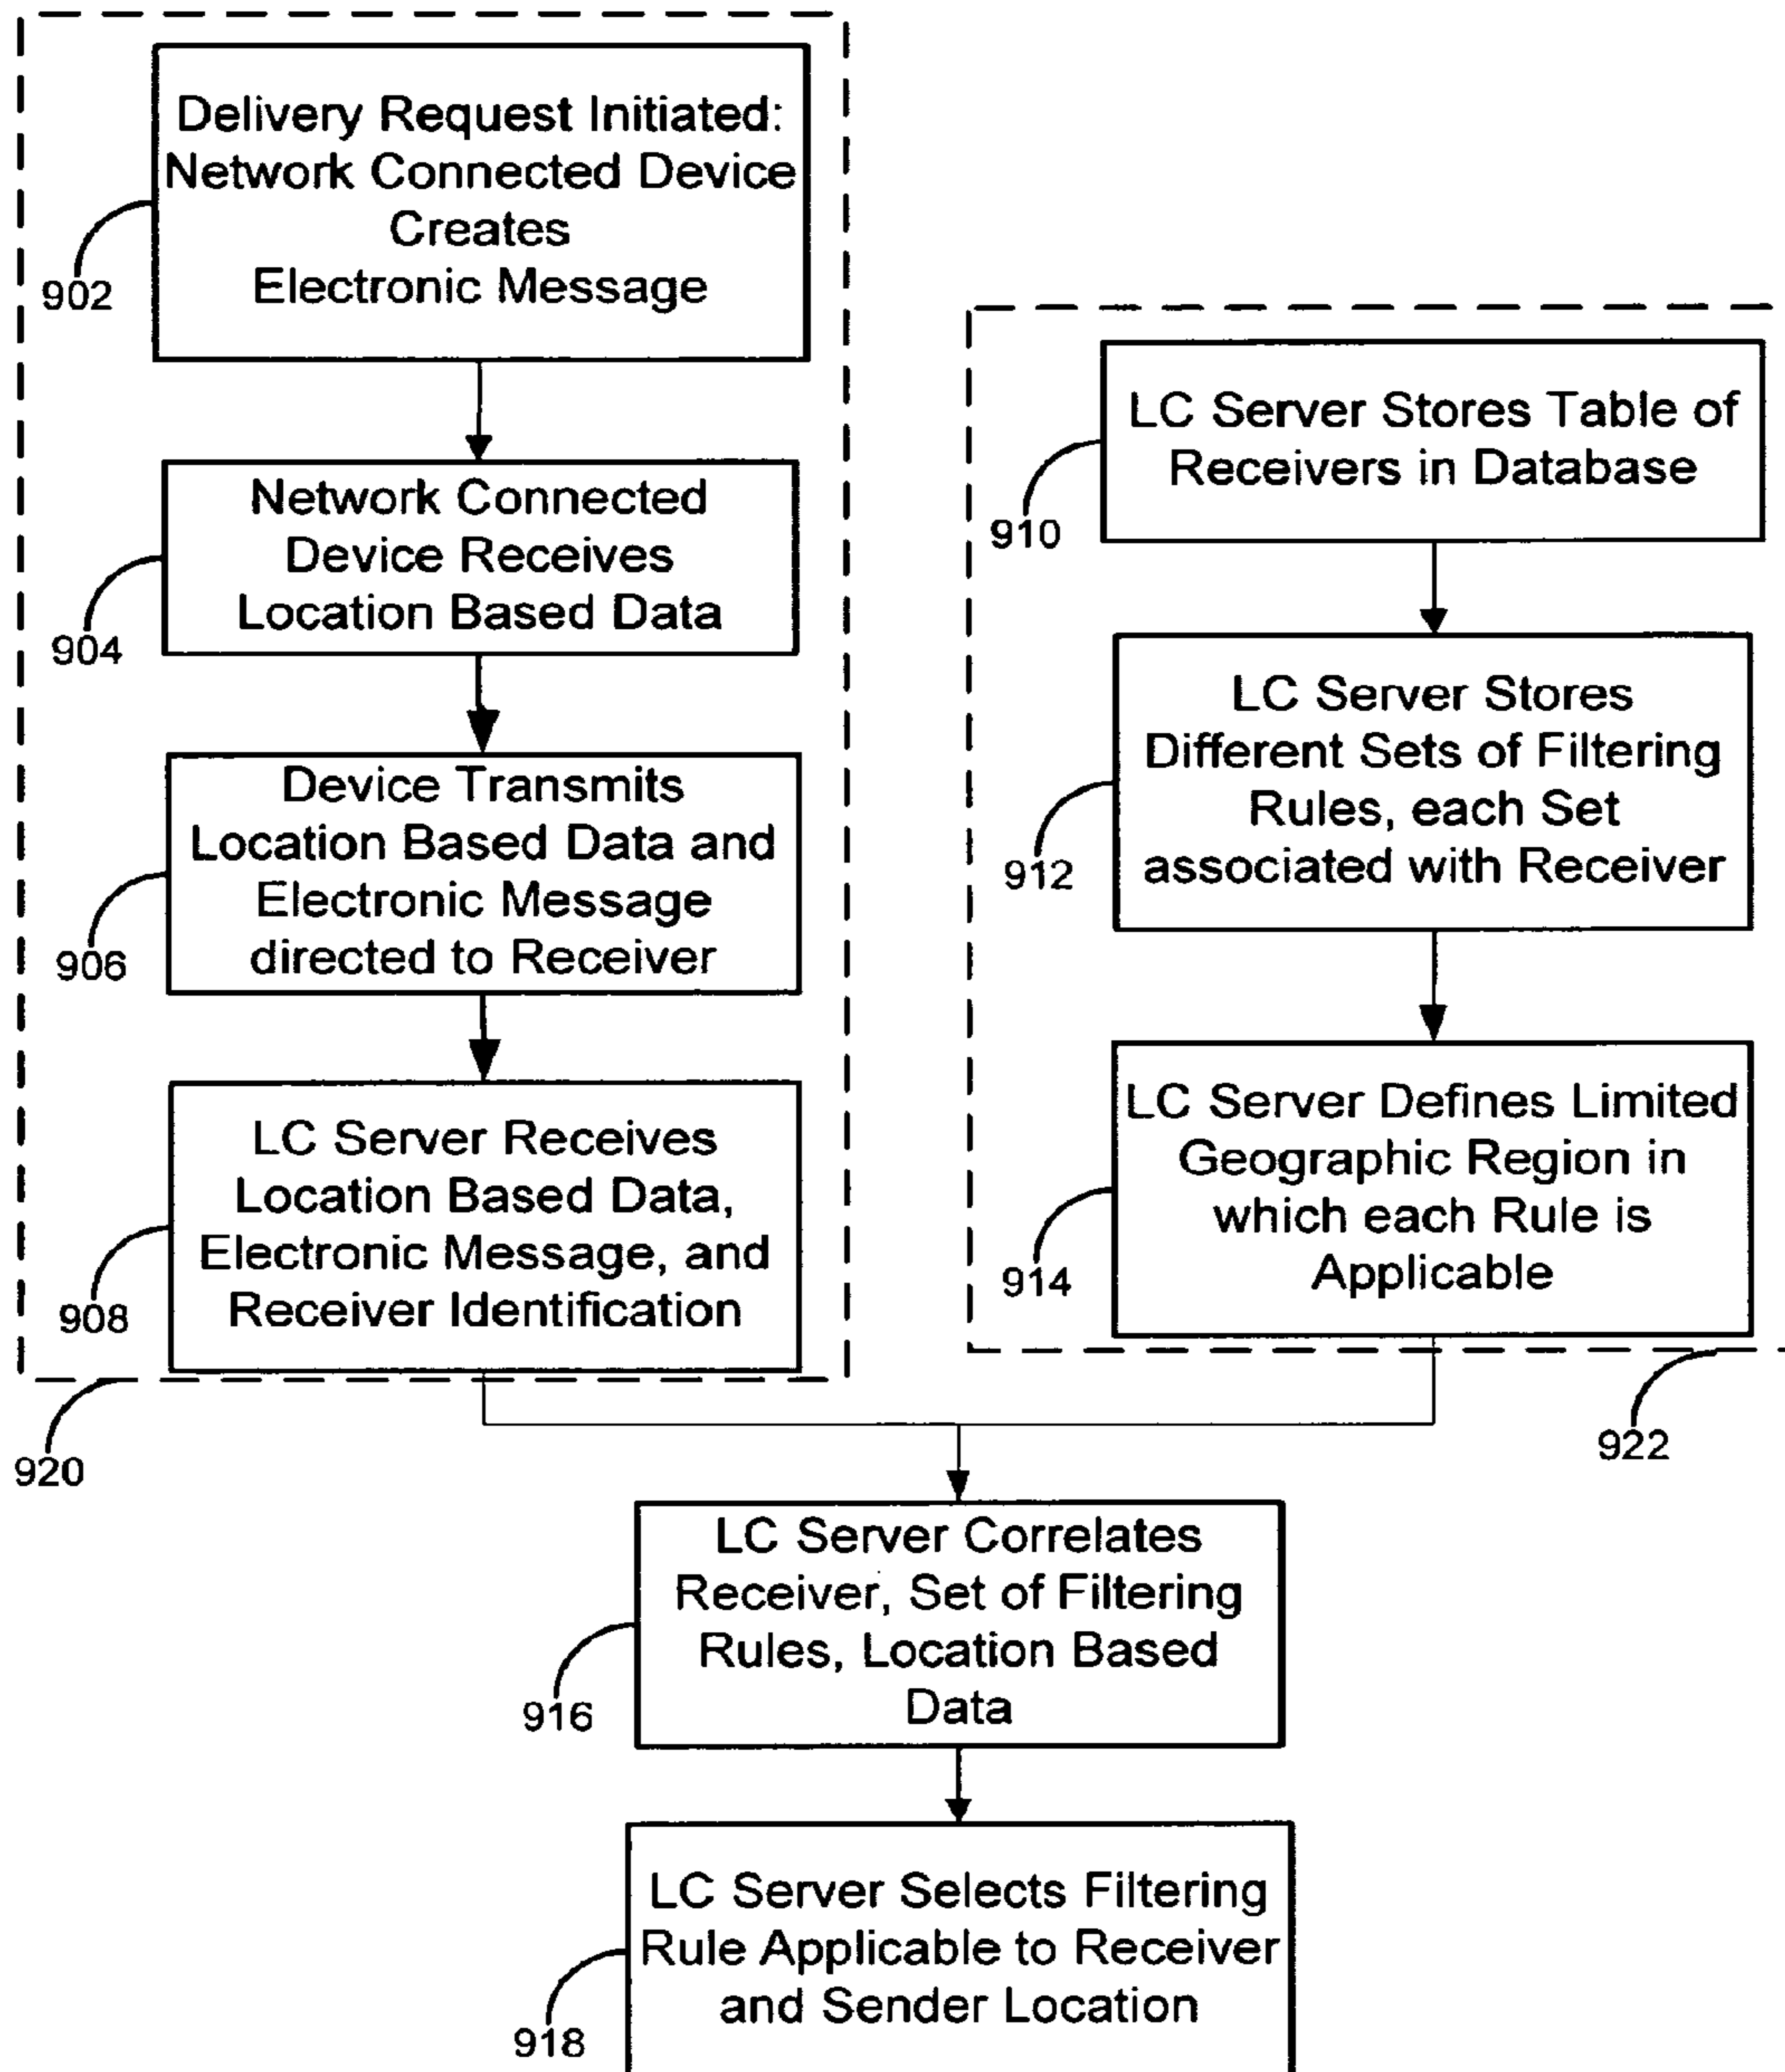 Delivery Request Initiated:
Network Connected Device
Creates
Electronic Message
902
Network Connected
Device Receives
Location Based Data
904
Device Transmits
Location Based Data and
Electronic Message
directed to Receiver
906
LC Server Receives
Location Based Data,
Electronic Message, and
Receiver Identification
908
920
LC Server Stores Table of
Receivers in Database
910
LC Server Stores
Different Sets of Filtering
Rules, each Set
associated with Receiver
912
LC Server Defines Limited
Geographic Region in
which each Rule is
Applicable
914
922
LC Server Correlates
Receiver, Set of Filtering
Rules, Location Based
Data
916
LC Server Selects Filtering
Rule Applicable to Receiver
and Sender Location
918